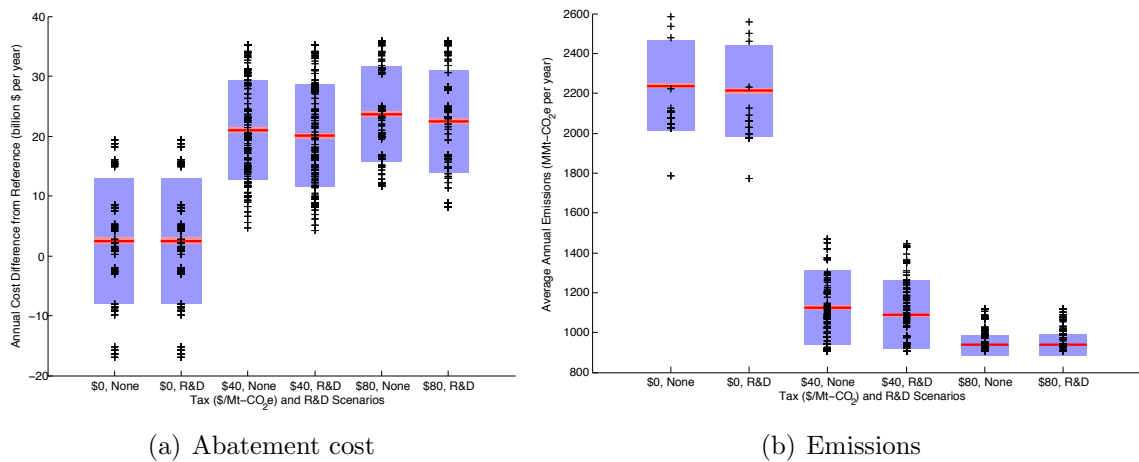 Annual Cost Difference from Reference (billion $ per year)
40
30
20
10
0
−10
−20
$0, None $0, R&D $40, None $40, R&D $80, None $80, R&D
Tax ($/Mt−CO2e) and R&D Scenarios
(a) Abatement cost
Average Annual Emissions (MMt−CO2e per year)
2600
2400
2200
2000
1800
1600
1400
1200
1000
800
$0, None $0, R&D $40, None $40, R&D $80, None $80, R&D
Tax ($/Mt−CO2) and R&D Scenarios
(b) Emissions